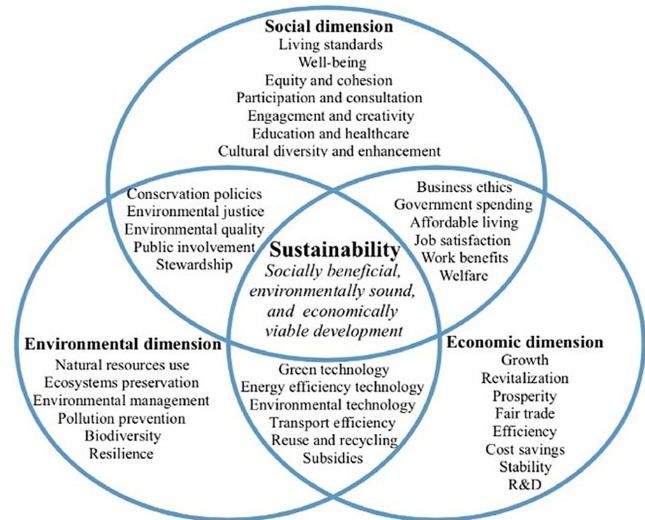 Social dimension
Living standards
Well-being
Equity and cohesion
Participation and consultation
Engagement and creativity
Education and healthcare
Cultural diversity and enhancement
Conservation policies
Environmental justice
Environmental quality
Public involvement
Stewardship
Business ethics
Government spending
Affordable living
Job satisfaction
Work benefits
Welfare
Sustainability
Socially beneficial,
environmentally sound,
and economically
viable development
Environmental dimension
Natural resources use
Ecosystems preservation
Environmental management
Pollution prevention
Biodiversity
Resilience
Green technology
Energy efficiency technology
Environmental technology
Transport efficiency
Reuse and recycling
Subsidies
Economic dimension
Growth
Revitalization
Prosperity
Fair trade
Efficiency
Cost savings
Stability
R&D